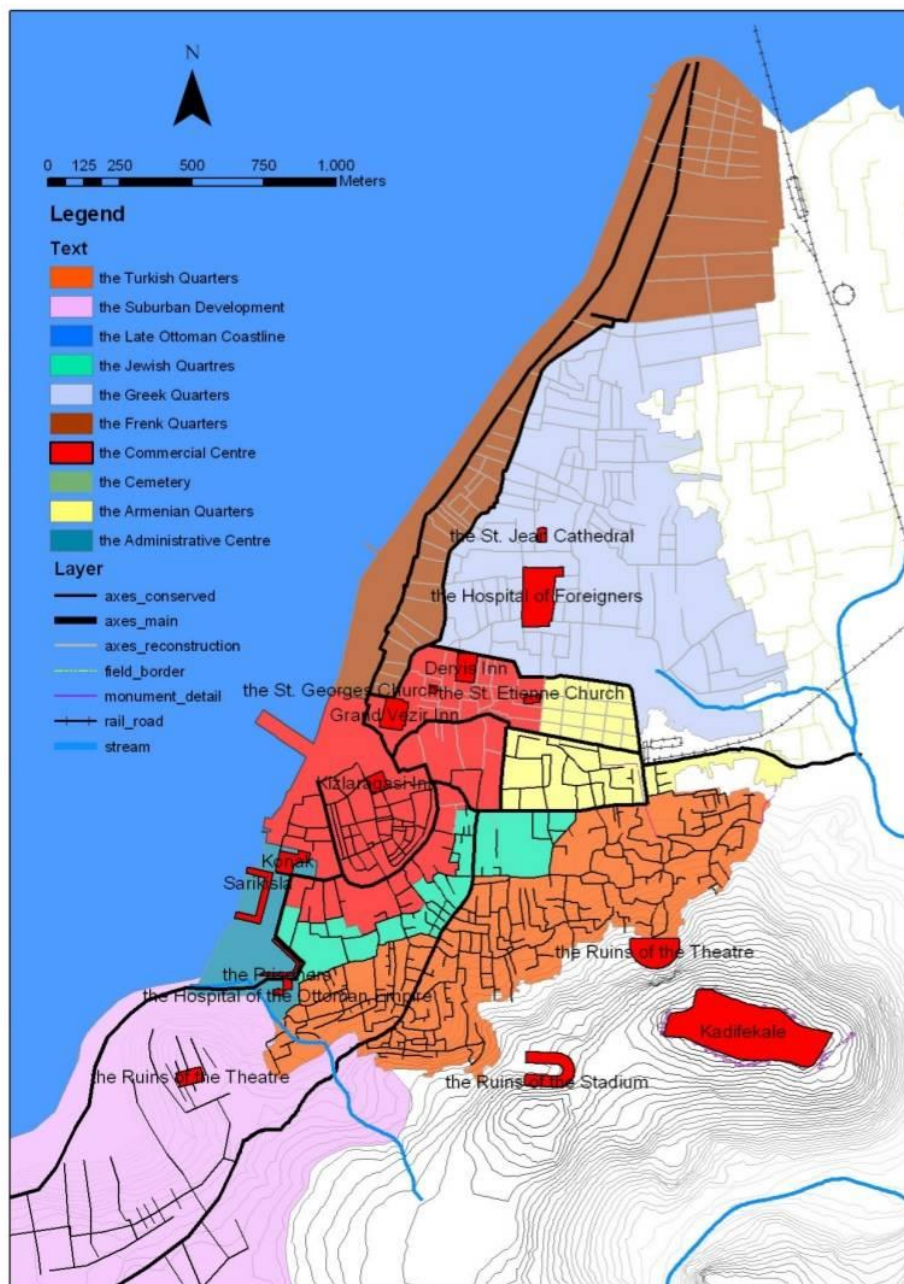 N
0 125 250 500 750 1.000
Meters
Legend
Text
the Turkish Quarters
the Suburban Development
the Late Ottoman Coastline
the Jewish Quartres
the Greek Quarters
the Frenk Quarters
the Commercial Centre
the Cemetery
the Armenian Quarters
the Administrative Centre
Layer
axes_conserved
axes_main
axes_reconstruction
field_border
monument_detail
rail_road
stream
the St. Jean Cathedral
the Hospital of Foreigners
Dervis Inn
the St. Georges Church
the St. Etienne Church
Grand Vezir Inn
Kizlaragasi Inn
Konak
Sarikisla
the Ruins of the Theatre
the Prisoners
the Hospital of the Ottoman Empire
Kadifekale
the Ruins of the Theatre
the Ruins of the Stadium